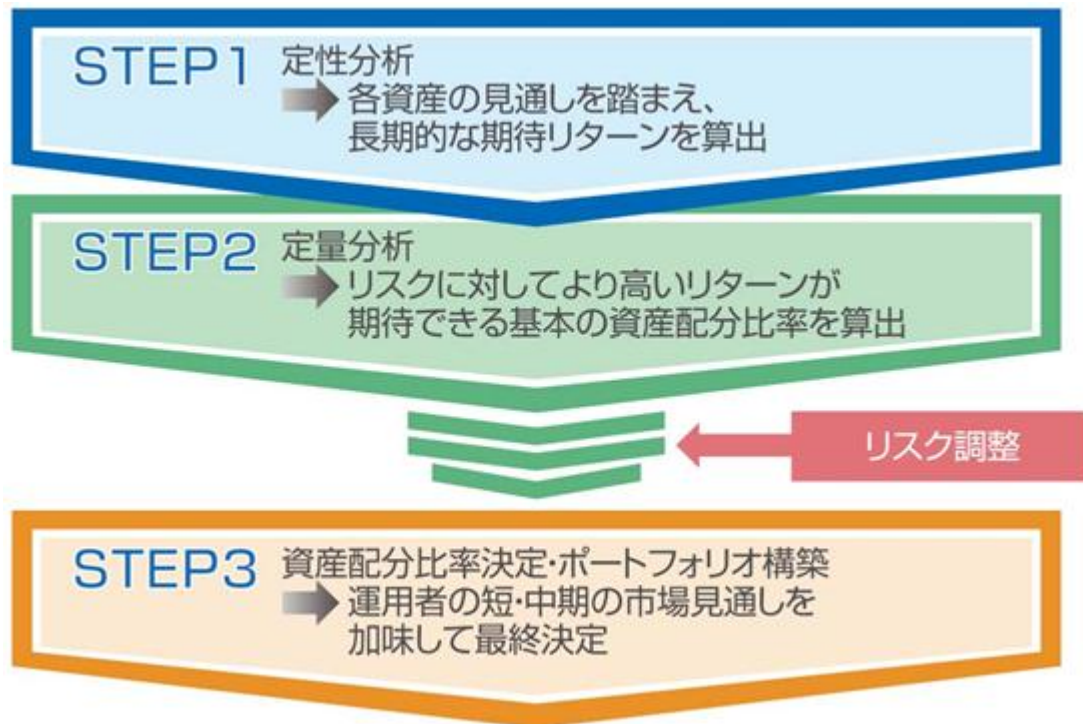 STEP1 定性分析
各資産の見通しを踏まえ、
長期的な期待リターンを算出
STEP2 定量分析
リスクに対してより高いリターンが
期待できる基本の資産配分比率を算出
リスク調整
STEP3 資産配分比率決定・ポートフォリオ構築
運用者の短・中期の市場見通しを
加味して最終決定